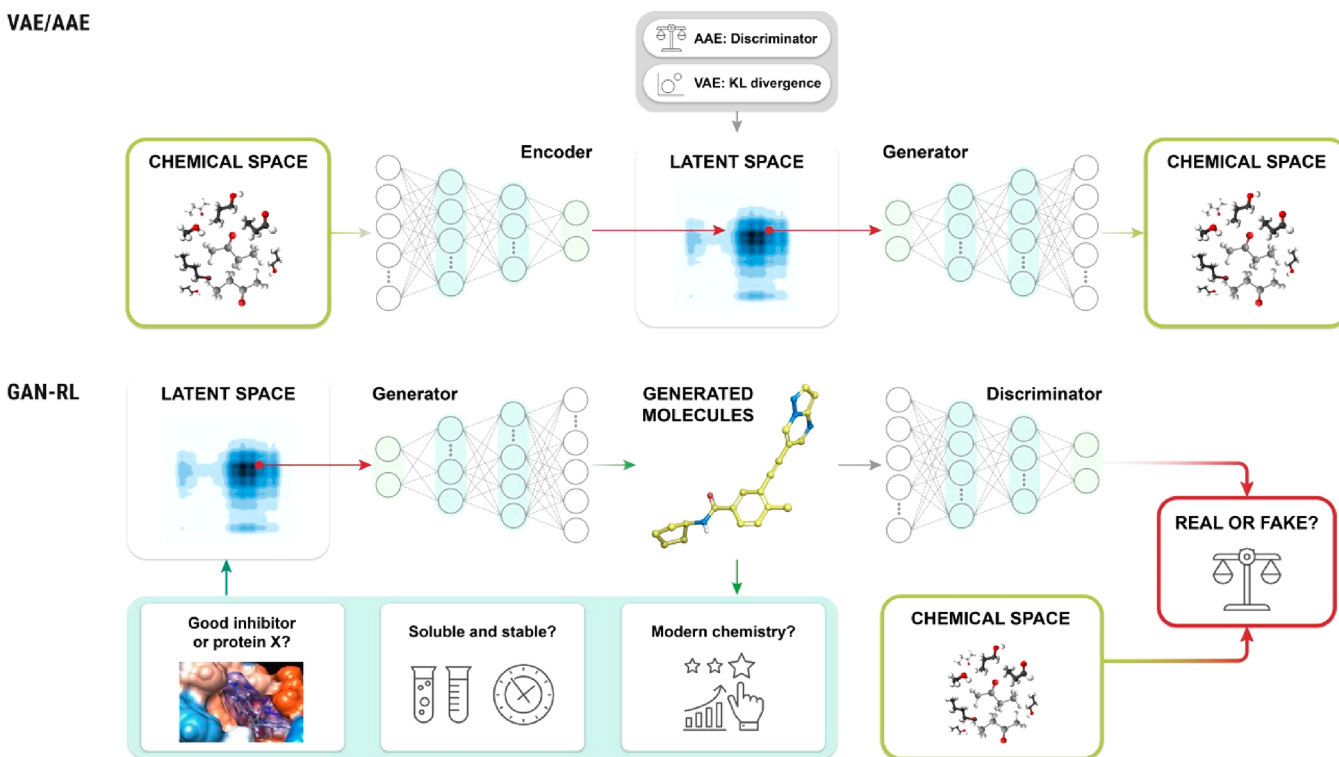 VAE/AAE
AAE: Discriminator
VAE: KL divergence
CHEMICAL SPACE
Encoder
LATENT SPACE
Generator
CHEMICAL SPACE
GAN-RL
LATENT SPACE
Generator
GENERATED
MOLECULES
Discriminator
REAL OR FAKE?
Good inhibitor
or protein X?
Soluble and stable?
Modern chemistry?
CHEMICAL SPACE